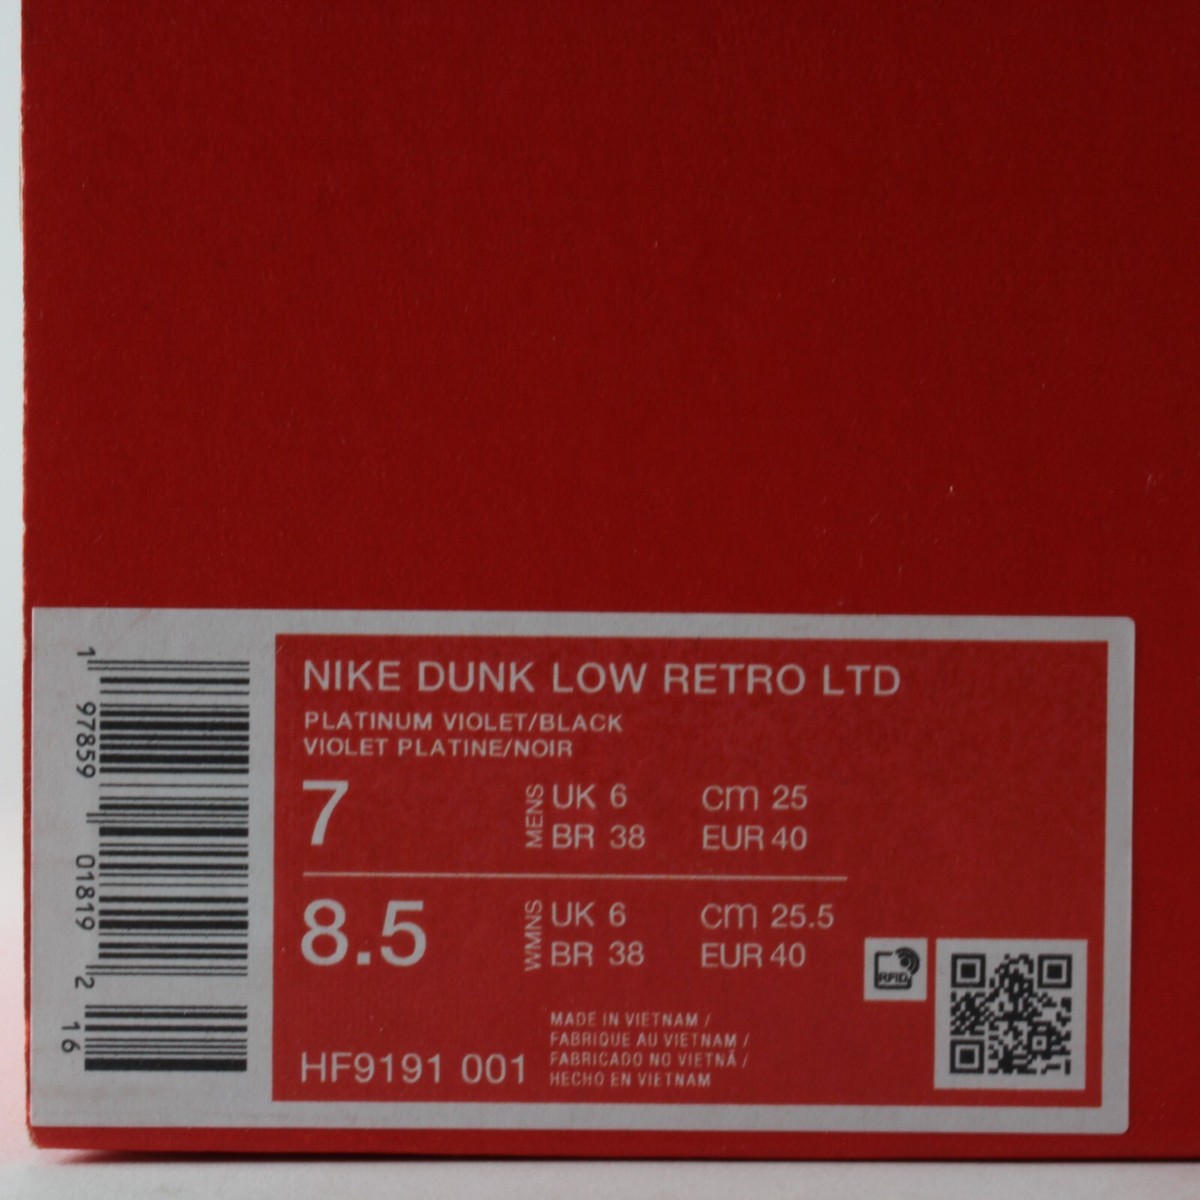 NIKE DUNK LOW RETRO LTD
PLATINUM VIOLET/BLACK
VIOLET PLATINE/NOIR
7
MENS
UK 6 cm 25
BR 38 EUR 40
8.5
WMNS
UK 6 cm 25.5
BR 38 EUR 40
HF9191 001
MADE IN VIETNAM /
FABRIQUE AU VIETNAM /
FABRICADO NO VIETNÃ /
HECHO EN VIETNAM
RFID
1 97859 01819 2 16